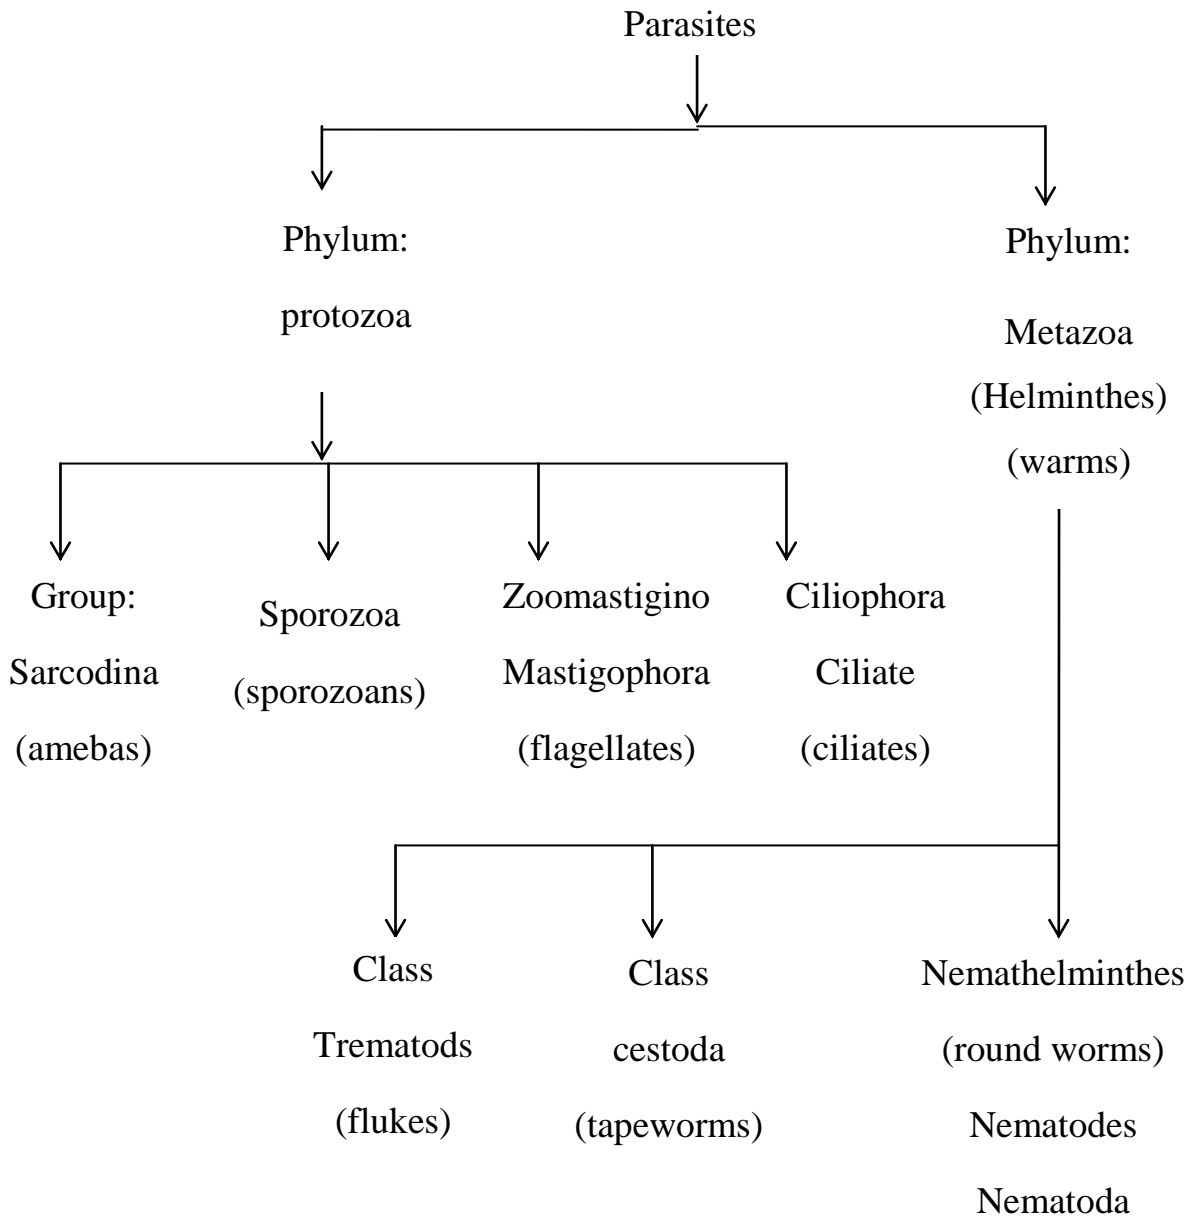 Parasites
Phylum:
protozoa
Phylum:
Metazoa
(Helminthes)
(warms)
Group:
Sarcodina
(amebas)
Sporozoa
(sporozoans)
Zoomastigino
Mastigophora
(flagellates)
Ciliophora
Ciliate
(ciliates)
Class
Trematods
(flukes)
Class
cestoda
(tapeworms)
Nemathelminthes
(round worms)
Nematodes
Nematoda